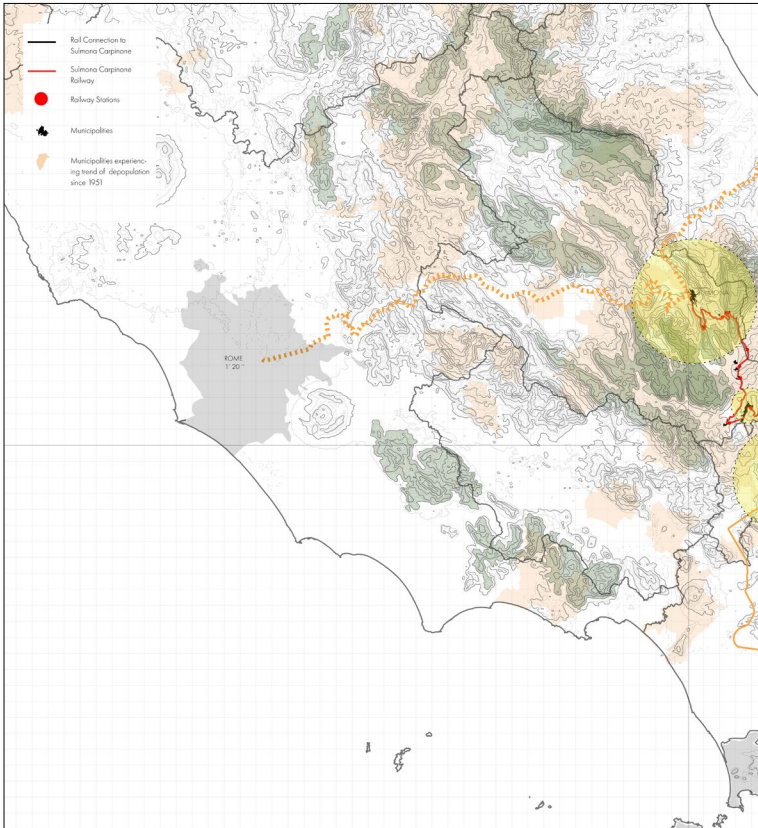 Rail Connection to
Sulmona Carpinone
Sulmona Carpinone
Railway
Railway Stations
Municipalities
Municipalities experienc-
ing trend of depopulation
since 1951
ROME
1' 20 "